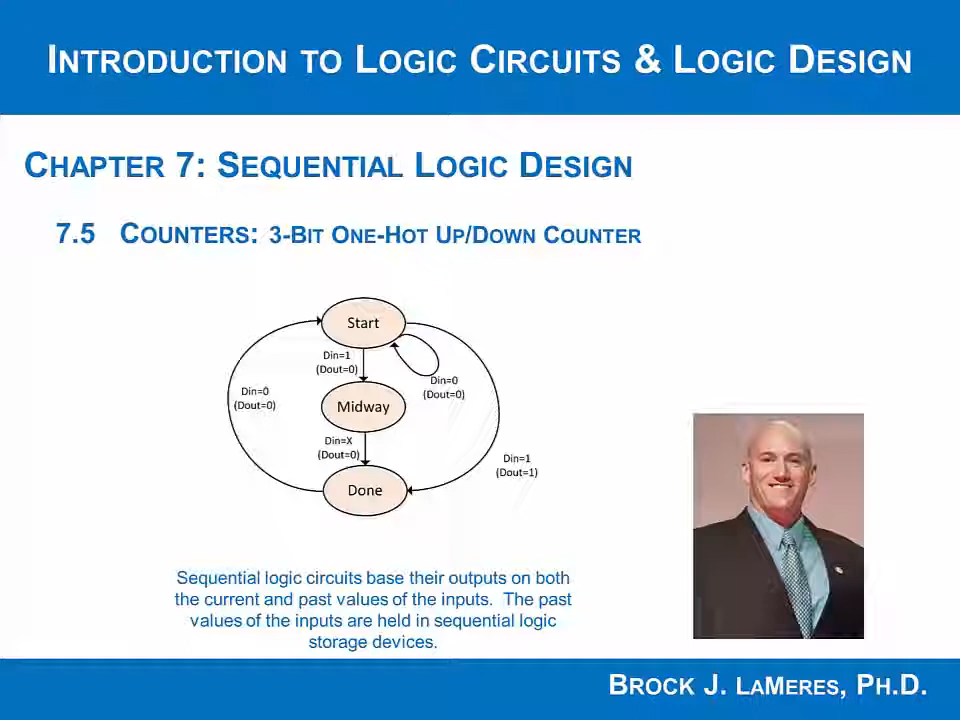 INTRODUCTION TO LOGIC CIRCUITS & LOGIC DESIGN
CHAPTER 7: SEQUENTIAL LOGIC DESIGN
7.5 COUNTERS: 3-BIT ONE-HOT UP/DOWN COUNTER
Start
Din=1
(Dout=0)
Din=0
(Dout=0)
Din=0
(Dout=0)
Midway
Din=X
(Dout=0)
Din=1
(Dout=1)
Done
Sequential logic circuits base their outputs on both
the current and past values of the inputs. The past
values of the inputs are held in sequential logic
storage devices.
BROCK J. LAMERES, PH.D.